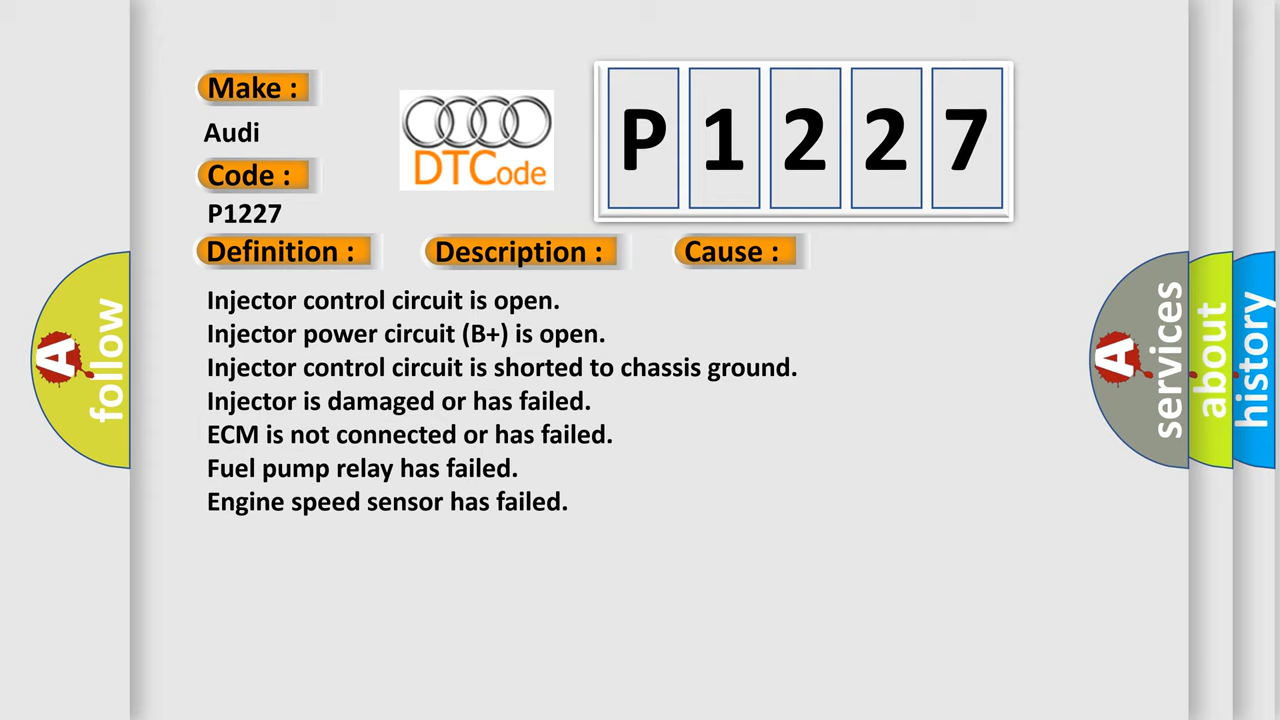 Make :
Audi
Code :
P1227
DTCode
P 1 2 2 7
Definition : Description : Cause :
Injector control circuit is open.
Injector power circuit (B+) is open.
Injector control circuit is shorted to chassis ground.
Injector is damaged or has failed.
ECM is not connected or has failed.
Fuel pump relay has failed.
Engine speed sensor has failed.
A
follow
A
services
about
history